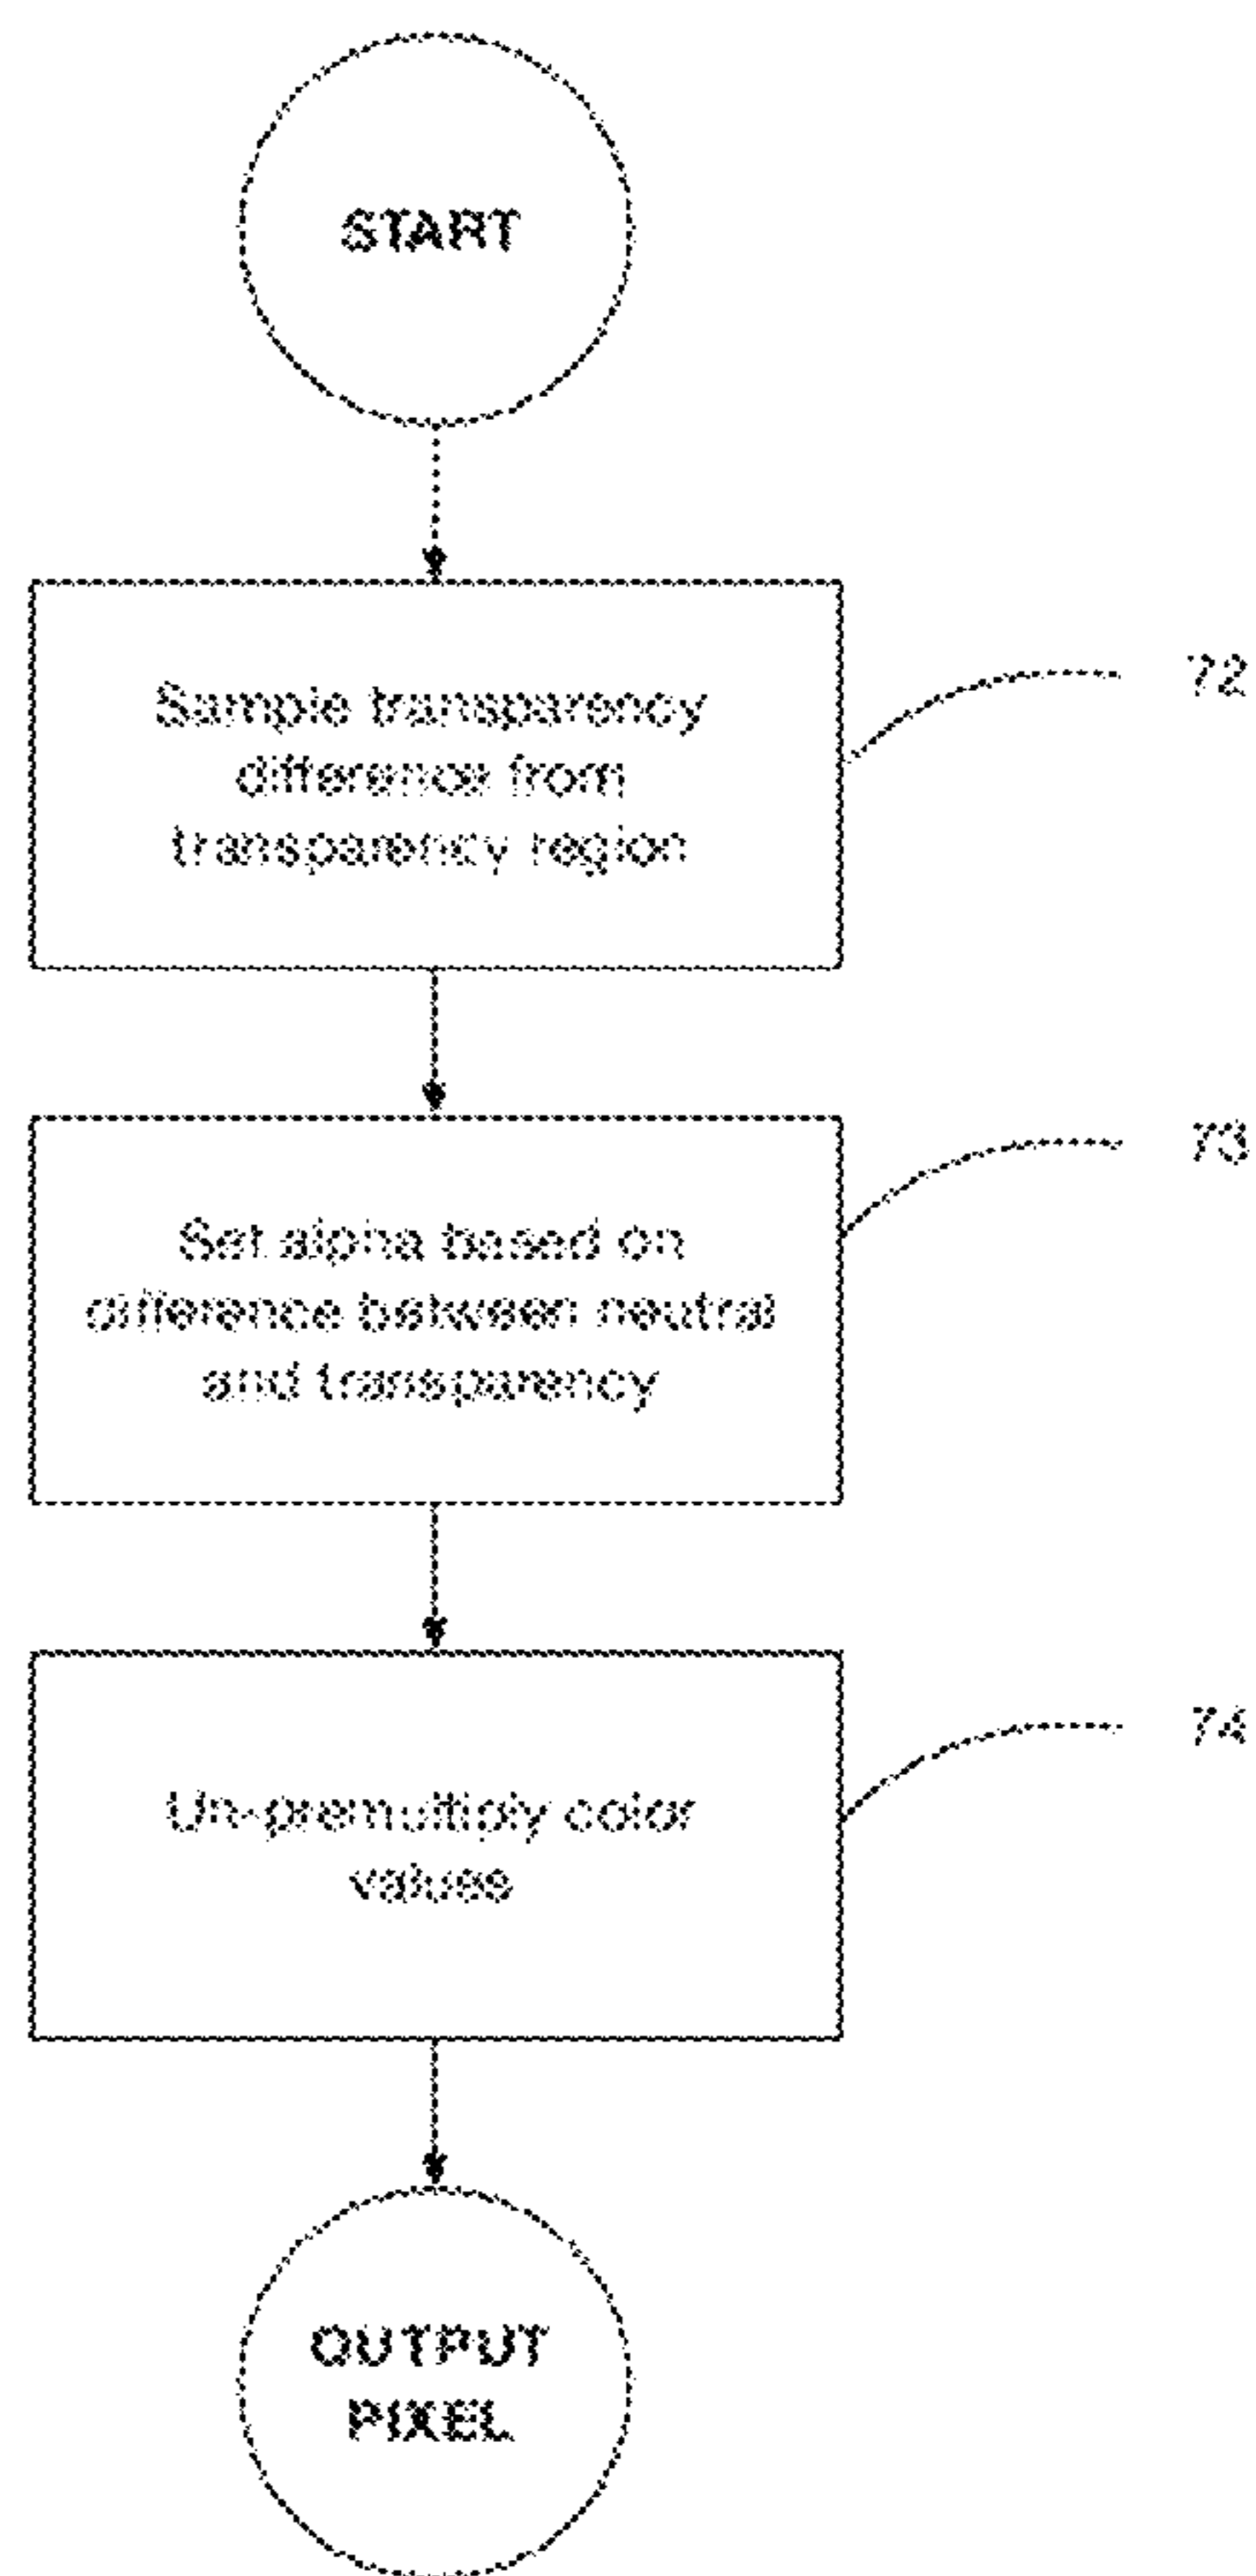 START
Sample transparency
difference from
transparency region
72
Set alpha based on
difference between neutral
and transparency
73
Un-premultiply color
values
74
OUTPUT
PIXEL